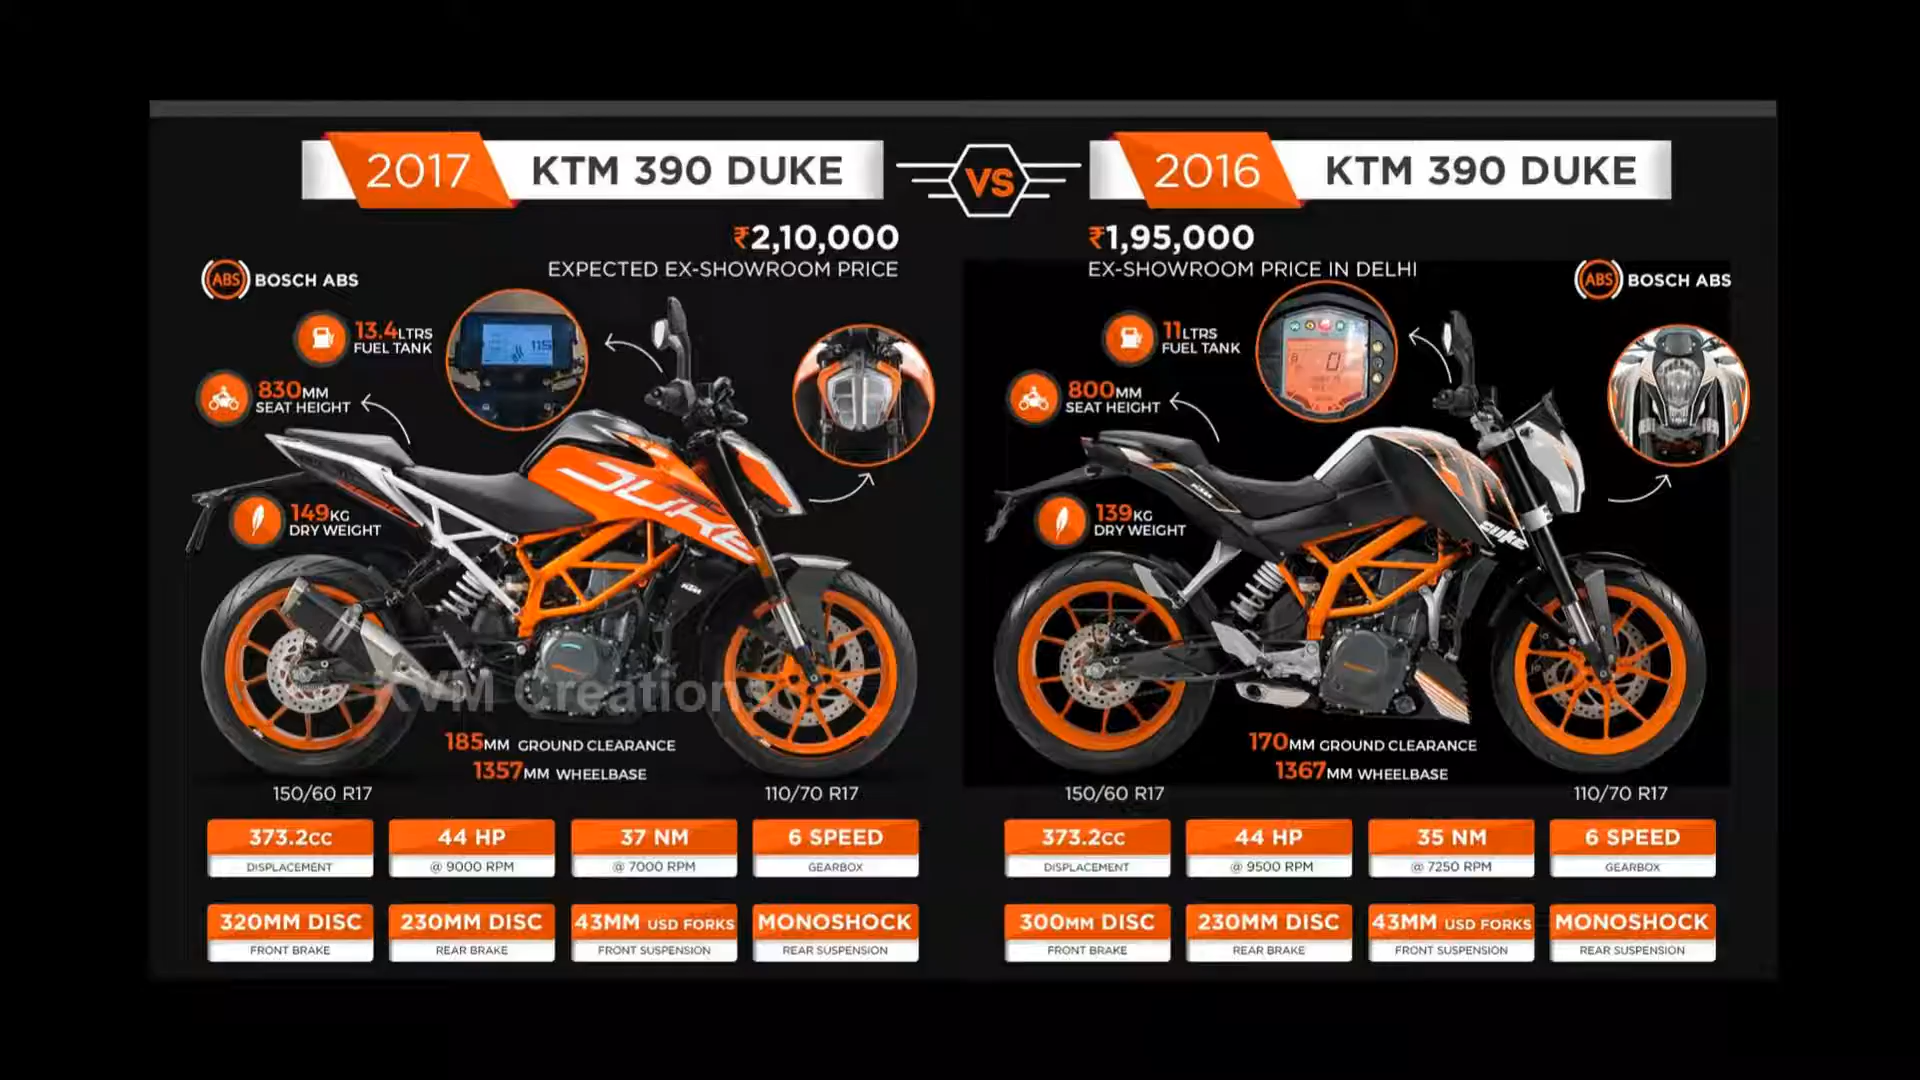 2017 KTM 390 DUKE
VS
2016 KTM 390 DUKE
₹2,10,000
EXPECTED EX-SHOWROOM PRICE
ABS BOSCH ABS
13.4LTRS
FUEL TANK
115
830MM
SEAT HEIGHT
149KG
DRY WEIGHT
DUKE
KTM
KVM Creations
185MM GROUND CLEARANCE
1357MM WHEELBASE
150/60 R17
110/70 R17
373.2CC
DISPLACEMENT
44 HP
@ 9000 RPM
37 NM
@ 7000 RPM
6 SPEED
GEARBOX
320MM DISC
FRONT BRAKE
230MM DISC
REAR BRAKE
43MM USD FORKS
FRONT SUSPENSION
MONOSHOCK
REAR SUSPENSION
₹1,95,000
EX-SHOWROOM PRICE IN DELHI
ABS BOSCH ABS
11LTRS
FUEL TANK
0
800MM
SEAT HEIGHT
139KG
DRY WEIGHT
DUKE
170MM GROUND CLEARANCE
1367MM WHEELBASE
150/60 R17
110/70 R17
373.2CC
DISPLACEMENT
44 HP
@ 9500 RPM
35 NM
@ 7250 RPM
6 SPEED
GEARBOX
300MM DISC
FRONT BRAKE
230MM DISC
REAR BRAKE
43MM USD FORKS
FRONT SUSPENSION
MONOSHOCK
REAR SUSPENSION